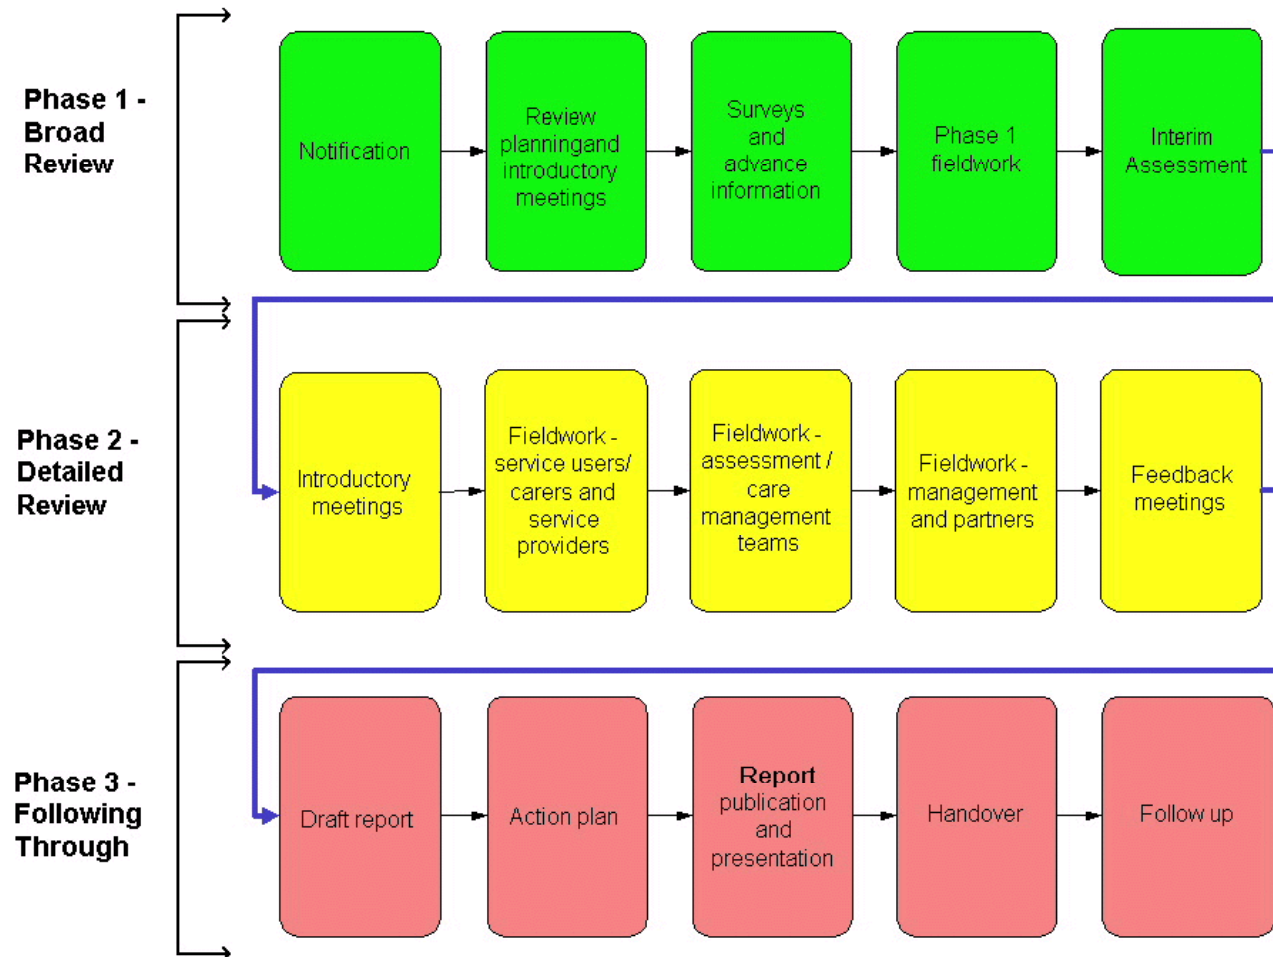 Phase 1 -
Broad
Review
Notification
Review
planningand
introductory
meetings
Surveys
and
advance
information
Phase 1
fieldwork
Interim
Assessment
Phase 2 -
Detailed
Review
Introductory
meetings
Fieldwork -
service users/
carers and
service
providers
Fieldwork -
assessment /
care
management
teams
Fieldwork -
management
and partners
Feedback
meetings
Phase 3 -
Following
Through
Draft report
Action plan
Report
publication
and
presentation
Handover
Follow up